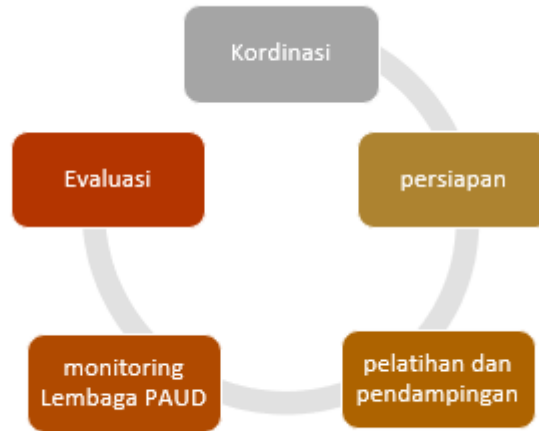 Kordinasi
persiapan
pelatihan dan
pendampingan
monitoring
Lembaga PAUD
Evaluasi